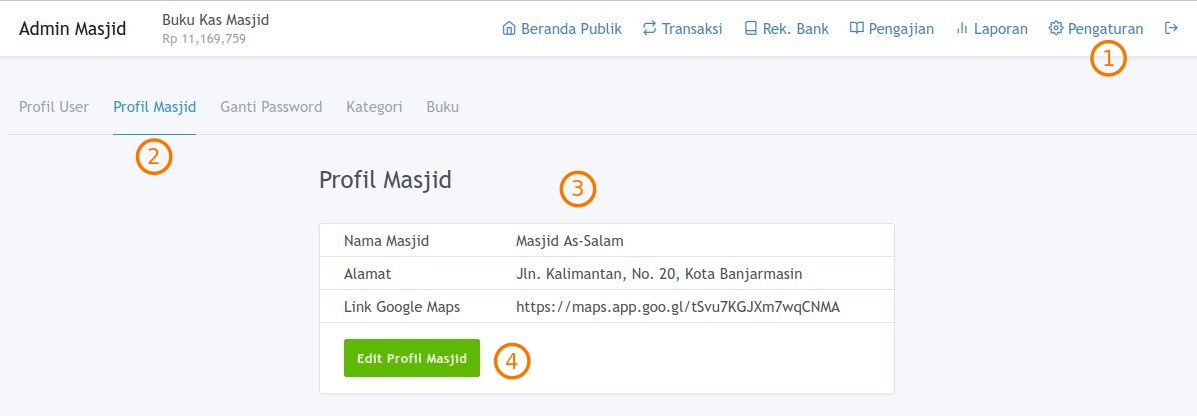 Admin Masjid
Buku Kas Masjid
Rp 11,169,759
Beranda Publik Transaksi Rek. Bank Pengajian Laporan Pengaturan
1
Profil User Profil Masjid Ganti Password Kategori Buku
2
Profil Masjid
3
Nama Masjid Masjid As-Salam
Alamat Jln. Kalimantan, No. 20, Kota Banjarmasin
Link Google Maps https://maps.app.goo.gl/tSvu7KGJXm7wqCNMA
Edit Profil Masjid
4